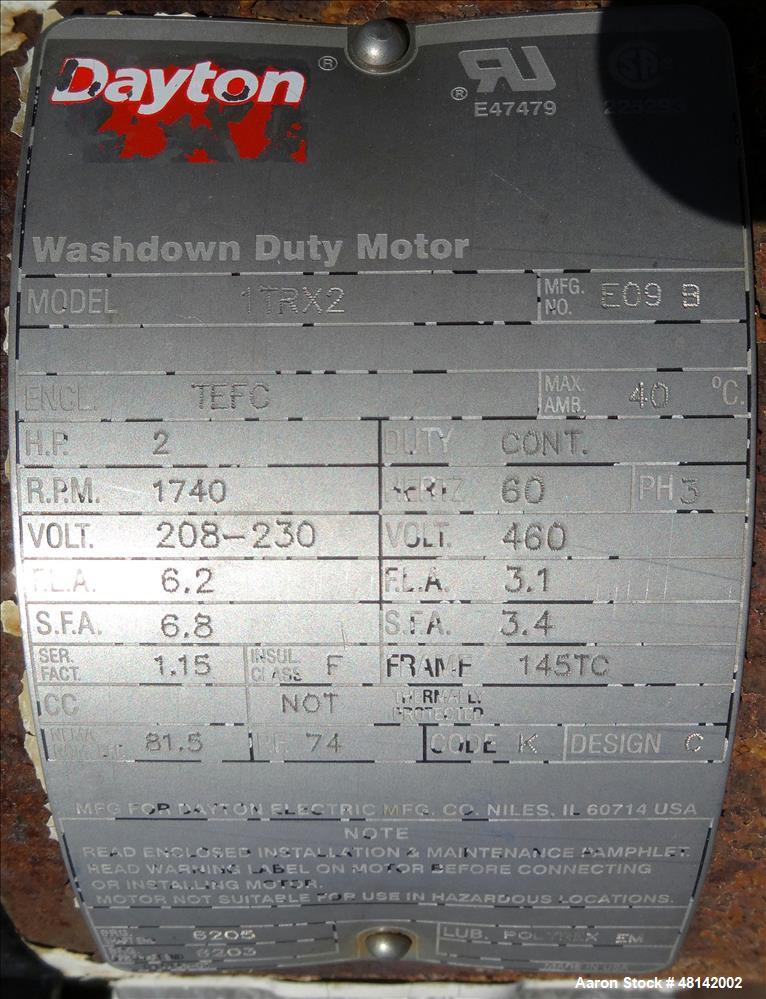 Dayton ®
® RU
E47479
Washdown Duty Motor
MODEL 1TRX2 MFG. NO. E09 B
ENCL. TEFC MAX. AMB. 40 °C.
H.P. 2 DUTY CONT.
R.P.M. 1740 HERTZ 60 PH 3
VOLT. 208-230 VOLT. 460
F.L.A. 6.2 F.L.A. 3.1
S.F.A. 6.8 S.F.A. 3.4
SER. FACT. 1.15 INSUL CLASS F FRAME 145TC
CC NOT THERMALLY PROTECTED
NEMA 81.5 P.F. 74 CODE K DESIGN C
MFG FOR DAYTON ELECTRIC MFG. CO. NILES, IL 60714 USA
NOTE
READ ENCLOSED INSTALLATION & MAINTENANCE PAMPHLET.
READ WARNING LABEL ON MOTOR BEFORE CONNECTING
OR INSTALLING MOTOR.
MOTOR NOT SUITABLE FOR USE IN HAZARDOUS LOCATIONS.
6205 LUB. POLYREX EM
6203
Aaron Stock # 48142002